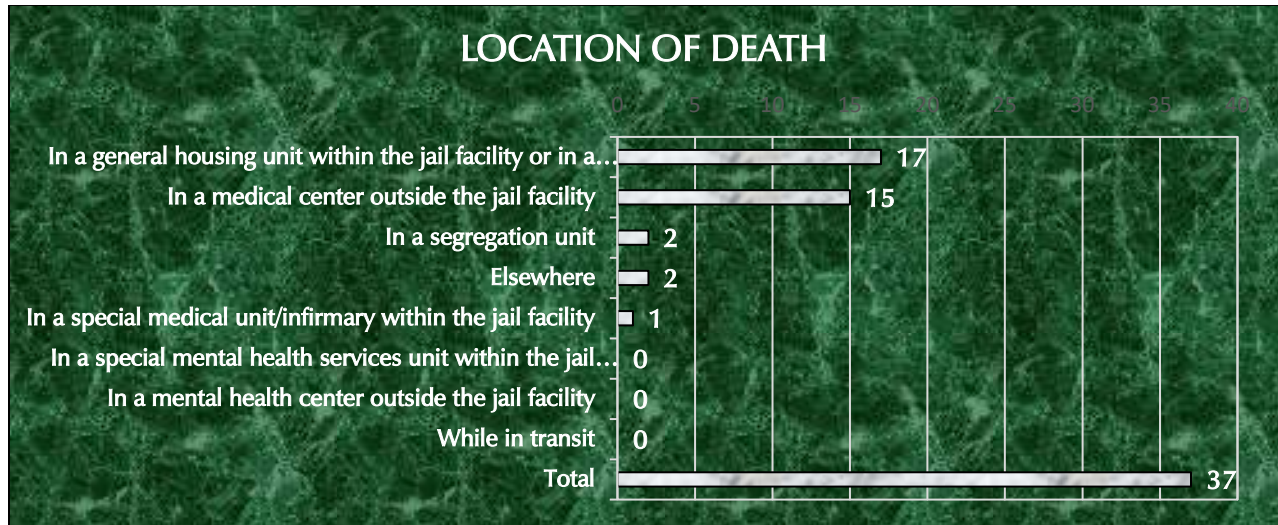 LOCATION OF DEATH
0 5 10 15 20 25 30 35 40
In a general housing unit within the jail facility or in a... 17
In a medical center outside the jail facility 15
In a segregation unit 2
Elsewhere 2
In a special medical unit/infirmary within the jail facility 1
In a special mental health services unit within the jail... 0
In a mental health center outside the jail facility 0
While in transit 0
Total 37